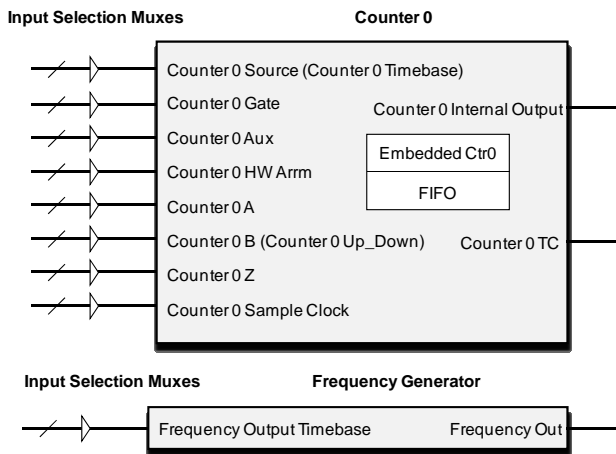 Input Selection Muxes Counter 0
Counter 0 Source (Counter 0 Timebase)
Counter 0 Gate
Counter 0 Internal Output
Counter 0 Aux
Embedded Ctr0
Counter 0 HW Arrm
FIFO
Counter 0 A
Counter 0 B (Counter 0 Up_Down)
Counter 0 TC
Counter 0 Z
Counter 0 Sample Clock
Input Selection Muxes Frequency Generator
Frequency Output Timebase Frequency Out